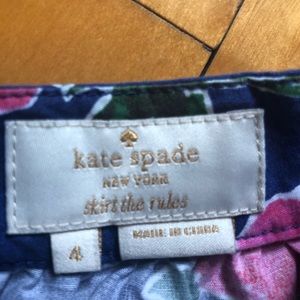 kate spade
NEW YORK
skirt the rules
4
MADE IN CHINA